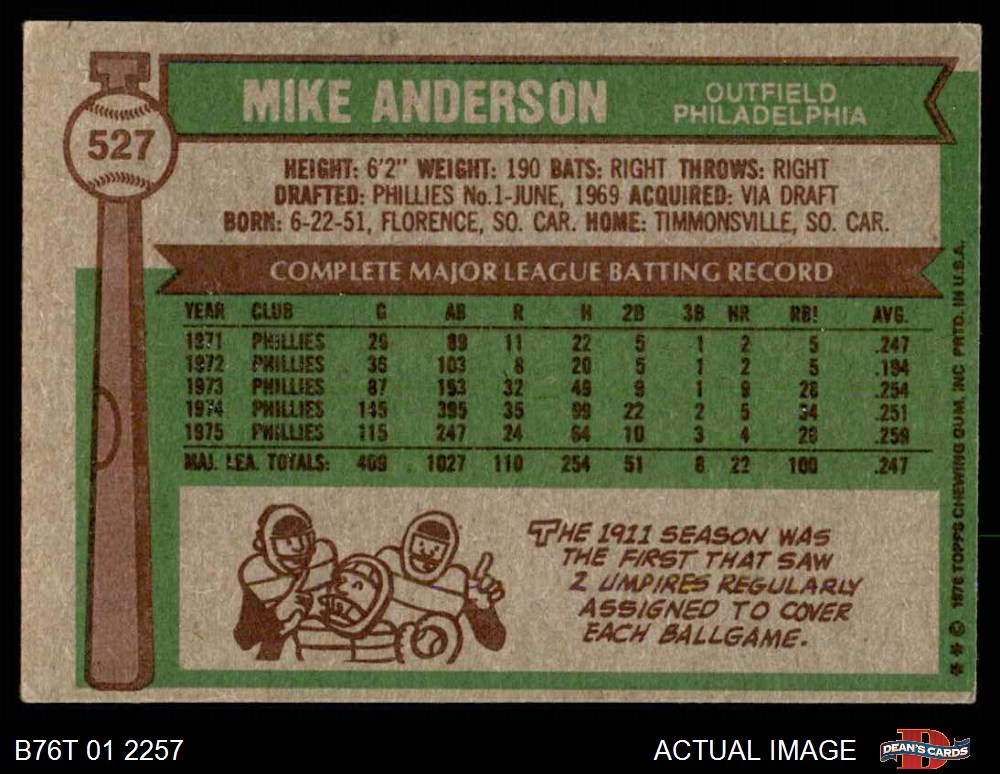 527
MIKE ANDERSON
OUTFIELD
PHILADELPHIA
HEIGHT: 6'2" WEIGHT: 190 BATS: RIGHT THROWS: RIGHT
DRAFTED: PHILLIES No.1-JUNE, 1969 ACQUIRED: VIA DRAFT
BORN: 6-22-51, FLORENCE, SO. CAR. HOME: TIMMONSVILLE, SO. CAR.
COMPLETE MAJOR LEAGUE BATTING RECORD
YEAR CLUB G AB R H 2B 3B HR RBI AVG.
1971 PHILLIES 26 89 11 22 5 1 2 5 .247
1972 PHILLIES 36 103 8 20 5 1 2 5 .194
1973 PHILLIES 87 193 32 49 9 1 9 28 .254
1974 PHILLIES 145 395 35 99 22 2 5 34 .251
1975 PHILLIES 115 247 24 64 10 3 4 28 .259
MAJ. LEA. TOTALS: 409 1027 110 254 51 8 22 100 .247
THE 1911 SEASON WAS
THE FIRST THAT SAW
2 UMPIRES REGULARLY
ASSIGNED TO COVER
EACH BALLGAME.
** © 1976 TOPPS CHEWING GUM, INC PRTD. IN U.S.A.
B76T 01 2257
ACTUAL IMAGE
DEAN'S CARDS